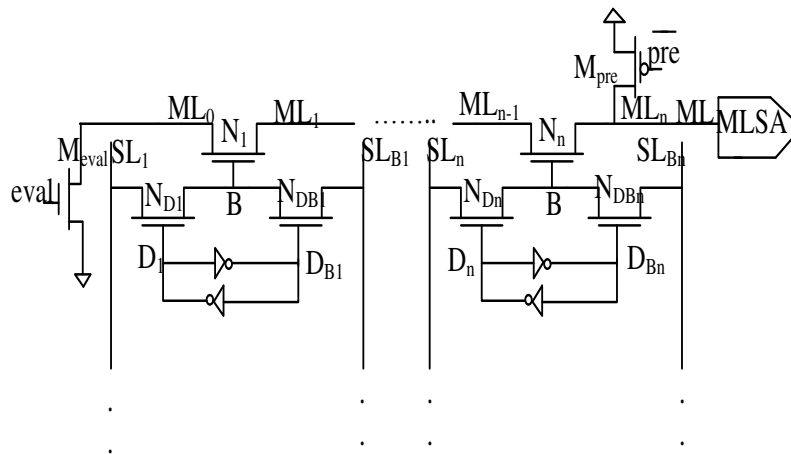 pre
M_pre
ML_0 N_1 ML_1 ........ ML_n-1 N_n ML_n ML MLSA
M_eval SL_1 SL_B1 SL_n SL_Bn
eval N_D1 B N_DB1 N_Dn B N_DBn
D_1 D_B1 D_n D_Bn